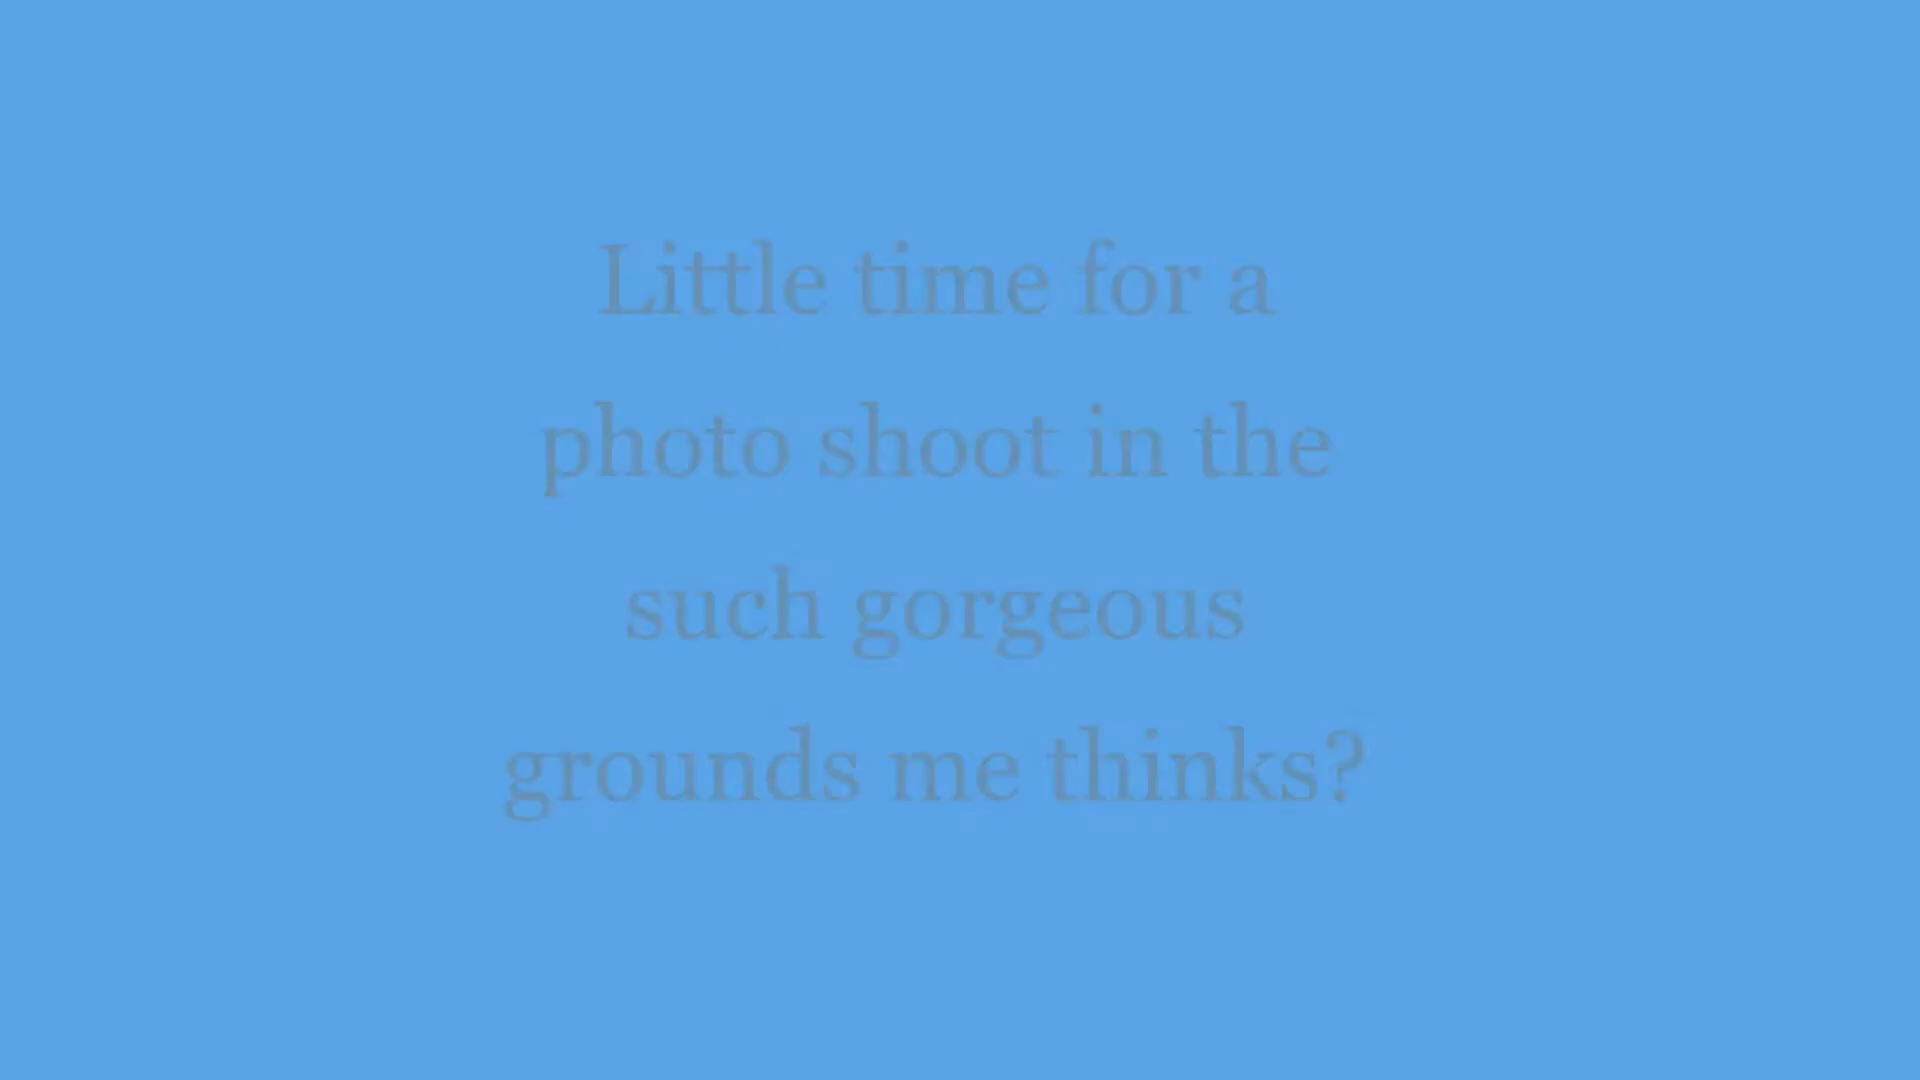 Little time for a
photo shoot in the
such gorgeous
grounds me thinks?